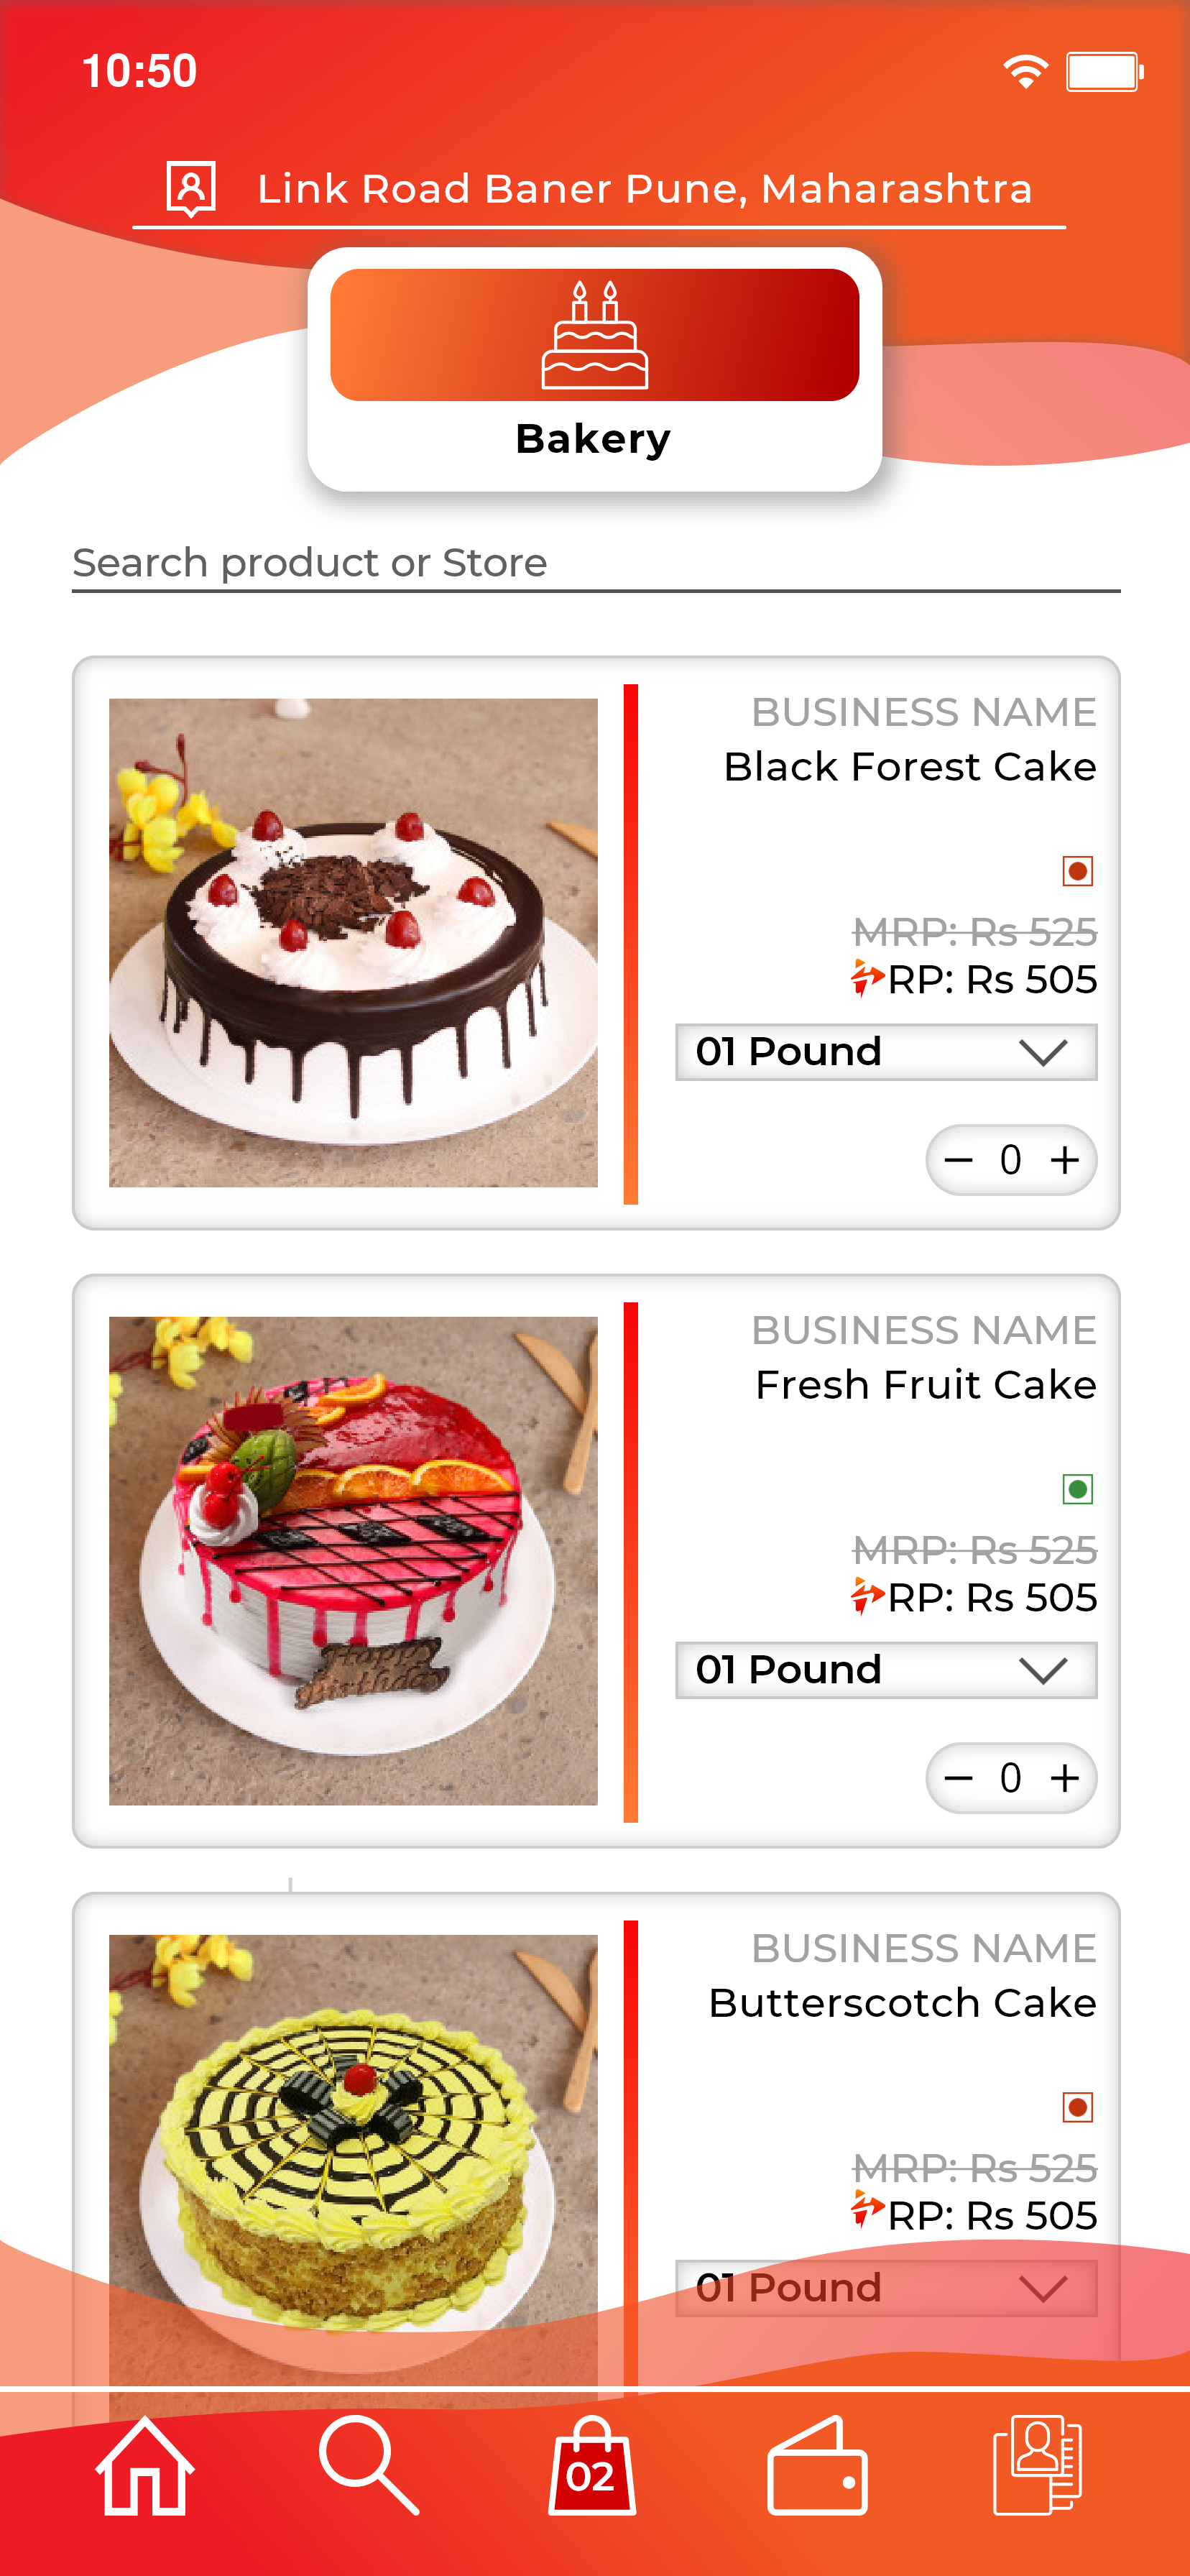 10:50
Link Road Baner Pune, Maharashtra
Bakery
Search product or Store
BUSINESS NAME
Black Forest Cake
MRP: Rs 525
RP: Rs 505
01 Pound
− 0 +
BUSINESS NAME
Fresh Fruit Cake
MRP: Rs 525
RP: Rs 505
01 Pound
− 0 +
Happy
Birthday
BUSINESS NAME
Butterscotch Cake
MRP: Rs 525
RP: Rs 505
01 Pound
02